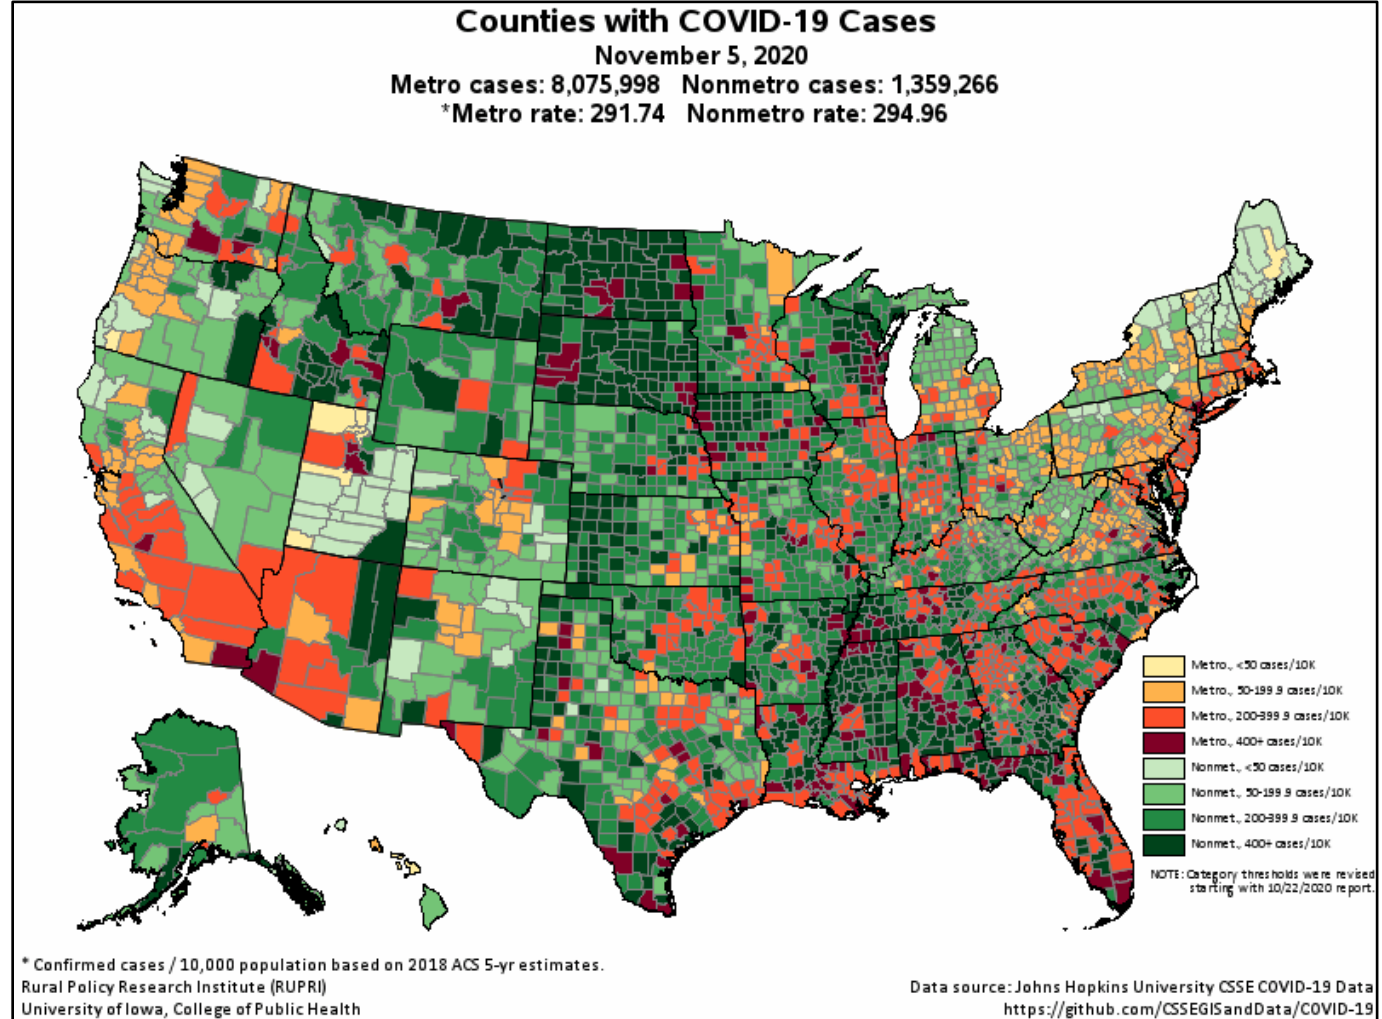 Counties with COVID-19 Cases
November 5, 2020
Metro cases: 8,075,998 Nonmetro cases: 1,359,266
*Metro rate: 291.74 Nonmetro rate: 294.96
Metro., <50 cases/10K
Metro., 50-199.9 cases/10K
Metro., 200-399.9 cases/10K
Metro., 400+ cases/10K
Nonmet., <50 cases/10K
Nonmet., 50-199.9 cases/10K
Nonmet., 200-399.9 cases/10K
Nonmet., 400+ cases/10K
NOTE: Category thresholds were revised
starting with 10/22/2020 report.
* Confirmed cases / 10,000 population based on 2018 ACS 5-yr estimates.
Rural Policy Research Institute (RUPRI)
University of Iowa, College of Public Health
Data source: Johns Hopkins University CSSE COVID-19 Data
https://github.com/CSSEGISandData/COVID-19